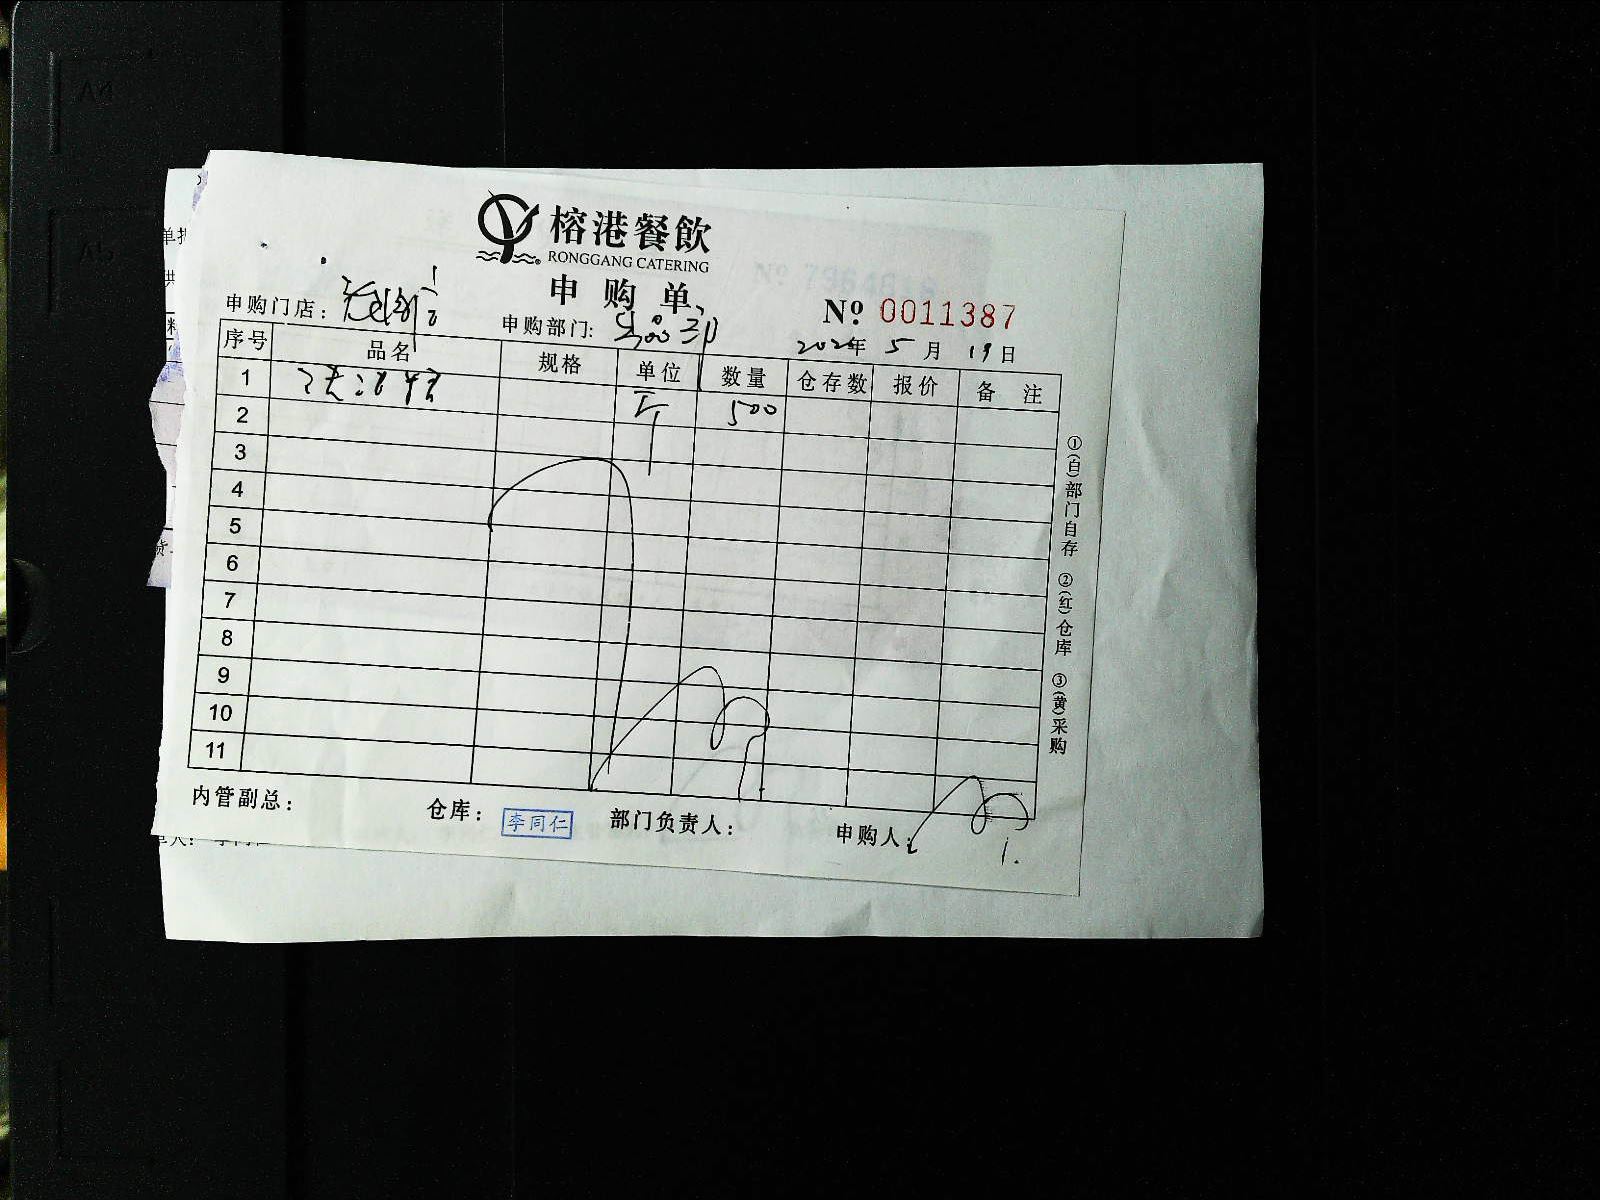 榕港餐飲
RONGGANG CATERING
申购单
申购门店：
申购部门:
№ 0011387
5月19日
序号 品名 规格 单位 数量 仓存数 报价 备注
1 斤 500
2
3
4
5
6
7
8
9
10
11
内管副总： 仓库： 李同仁 部门负责人： 申购人：
①(白)部门自存 ②(红)仓库 ③(黄)采购